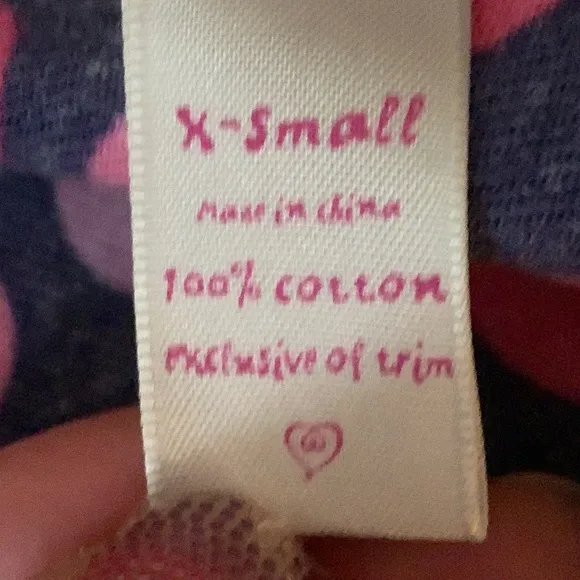 X-Small
made in china
100% cotton
exclusive of trim